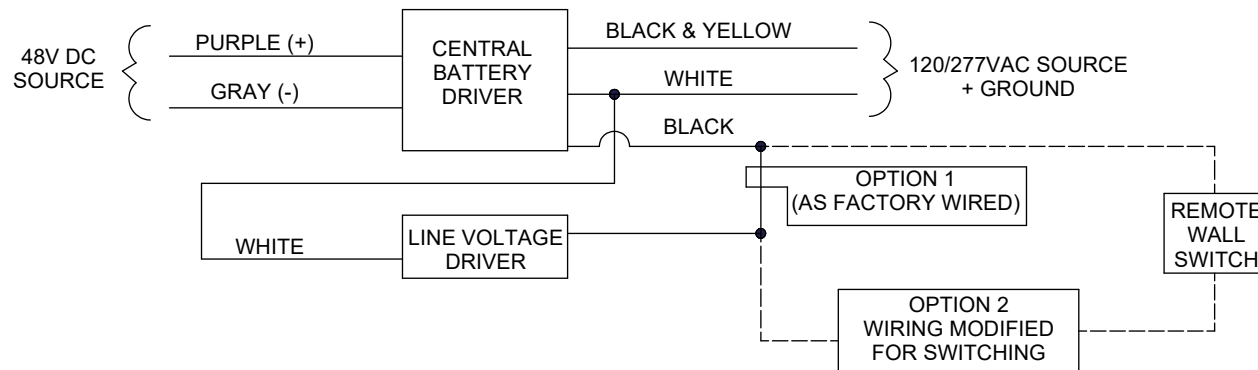 48V DC
SOURCE
PURPLE (+)
GRAY (-)
CENTRAL
BATTERY
DRIVER
BLACK & YELLOW
WHITE
BLACK
120/277VAC SOURCE
+ GROUND
OPTION 1
(AS FACTORY WIRED)
REMOTE
WALL
SWITCH
WHITE
LINE VOLTAGE
DRIVER
OPTION 2
WIRING MODIFIED
FOR SWITCHING